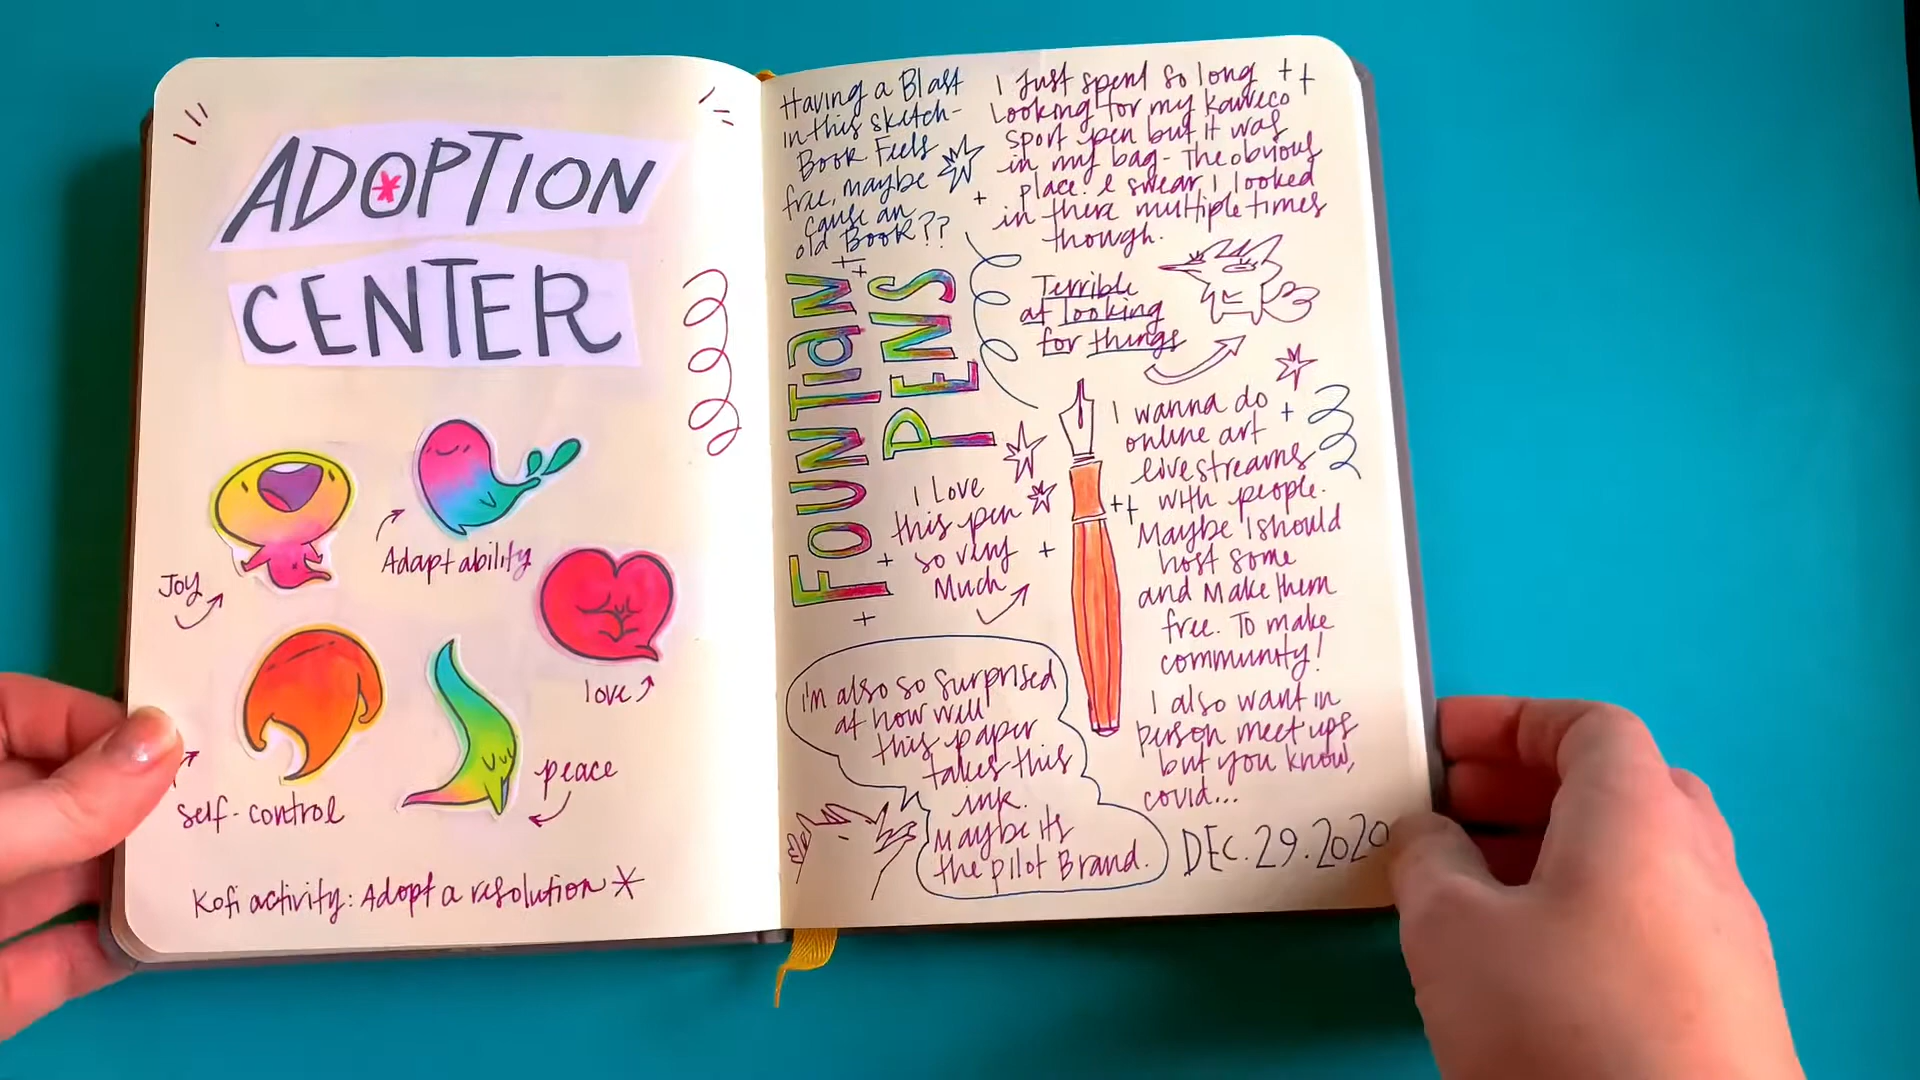 ADOPTION
CENTER
Joy
Adaptability
love
self-control
peace
Kofi activity: Adopt a resolution
Having a Blast
in this sketch-
Book. Feels
free, maybe
cause an
old Book??
I Just spent so long
Looking for my kaweco
sport pen but it was
in my bag - The obvious
place. I swear I looked
in there multiple times
though.
Terrible
at looking
for things
FOUNTIaN
PENS
I Love
this pen
so very
Much
I wanna do
online art
livestreams
with people.
Maybe I should
host some
and Make them
free. To make
community!
I also want in
person meet ups
but you know,
covid...
i'm also so surprised
at how well
this paper
takes this
ink.
Maybe its
the pilot Brand.
DEC.29.2020